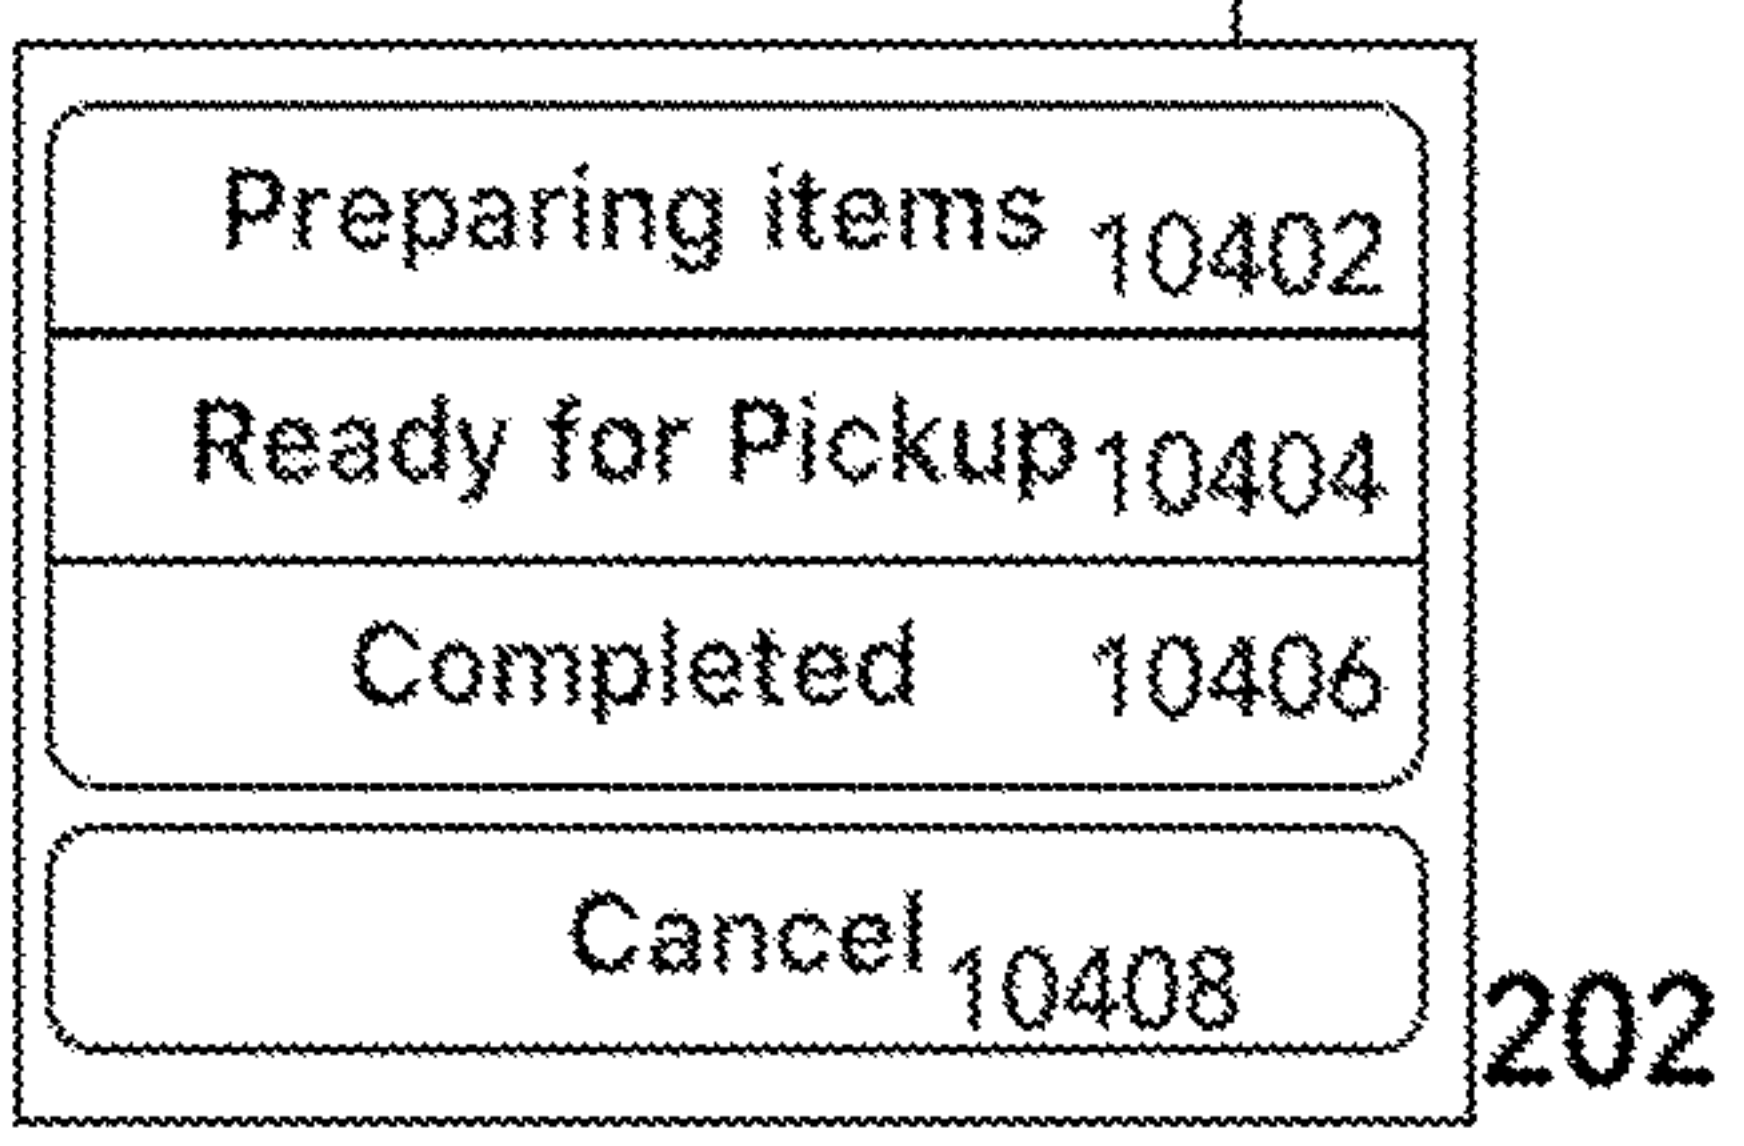 Preparing items 10402
Ready for Pickup 10404
Completed 10406
Cancel 10408
202